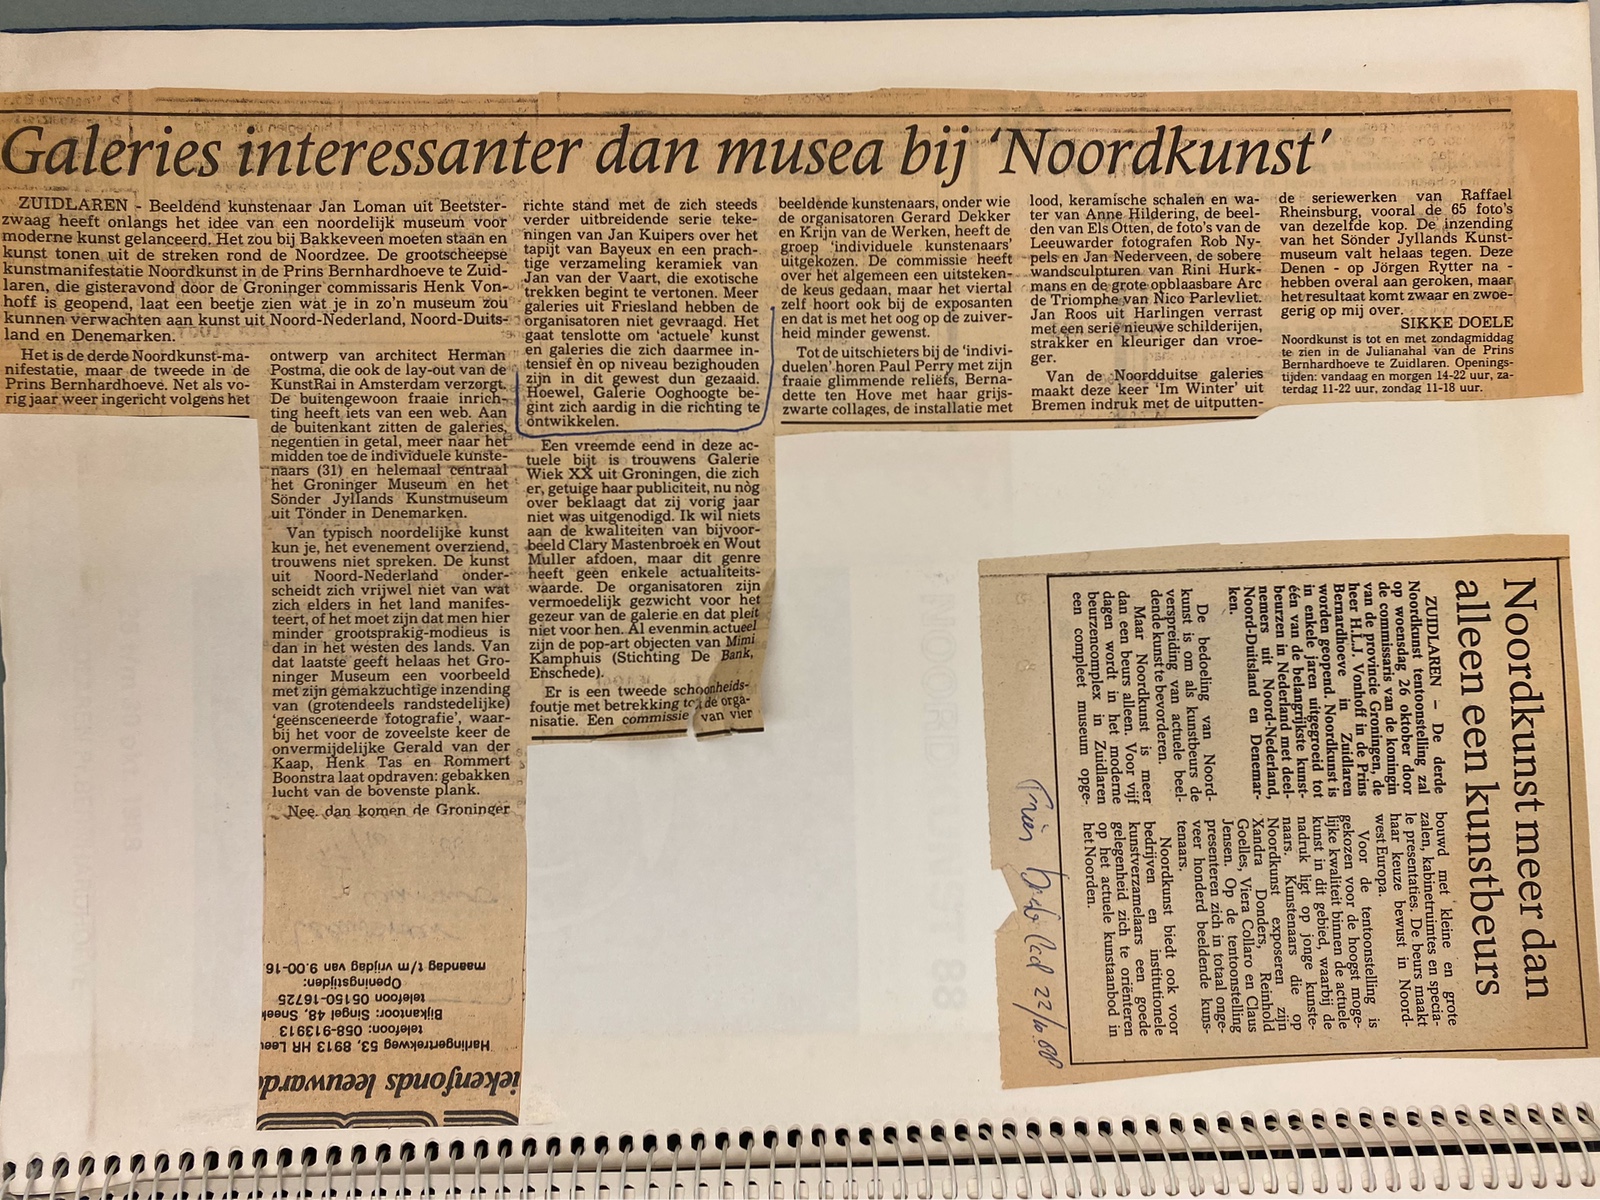 Galeries interessanter dan musea bij ‘Noordkunst’
ZUIDLAREN - Beeldend kunstenaar Jan Loman uit Beetster-
zwaag heeft onlangs het idee van een noordelijk museum voor
moderne kunst gelanceerd. Het zou bij Bakkeveen moeten staan en
kunst tonen uit de streken rond de Noordzee. De grootscheepse
kunstmanifestatie Noordkunst in de Prins Bernhardhoeve te Zuid-
laren, die gisteravond door de Groninger commissaris Henk Von-
hoff is geopend, laat een beetje zien wat je in zo’n museum zou
kunnen verwachten aan kunst uit Noord-Nederland, Noord-Duits-
land en Denemarken.
Het is de derde Noordkunst-ma-
nifestatie, maar de tweede in de
Prins Bernhardhoeve. Net als vo-
rig jaar weer ingericht volgens het
ontwerp van architect Herman
Postma, die ook de lay-out van de
KunstRai in Amsterdam verzorgt.
De buitengewoon fraaie inrich-
ting heeft iets van een web. Aan
de buitenkant zitten de galeries,
negentien in getal, meer naar het
midden toe de individuele kunste-
naars (31) en helemaal centraal
het Groninger Museum en het
Sönder Jyllands Kunstmuseum
uit Tönder in Denemarken.
Van typisch noordelijke kunst
kun je, het evenement overziend,
trouwens niet spreken. De kunst
uit Noord-Nederland onder-
scheidt zich vrijwel niet van wat
zich elders in het land manifes-
teert, of het moet zijn dat men hier
minder grootsprakig-modieus is
dan in het westen des lands. Van
dat laatste geeft helaas het Gro-
ninger Museum een voorbeeld
met zijn gemakzuchtige inzending
van (grotendeels randstedelijke)
‘geënsceneerde fotografie’, waar-
bij het voor de zoveelste keer de
onvermijdelijke Gerald van der
Kaap, Henk Tas en Rommert
Boonstra laat opdraven: gebakken
lucht van de bovenste plank.
Nee, dan komen de Groninger
richte stand met de zich steeds
verder uitbreidende serie teke-
ningen van Jan Kuipers over het
tapijt van Bayeux en een prach-
tige verzameling keramiek van
Jan van der Vaart, die exotische
trekken begint te vertonen. Meer
galeries uit Friesland hebben de
organisatoren niet gevraagd. Het
gaat tenslotte om ‘actuele’ kunst
en galeries die zich daarmee in-
tensief èn op niveau bezighouden
zijn in dit gewest dun gezaaid.
Hoewel, Galerie Ooghoogte be-
gint zich aardig in die richting te
ontwikkelen.
Een vreemde eend in deze ac-
tuele bijt is trouwens Galerie
Wiek XX uit Groningen, die zich
er, getuige haar publiciteit, nu nòg
over beklaagt dat zij vorig jaar
niet was uitgenodigd. Ik wil niets
aan de kwaliteiten van bijvoor-
beeld Clary Mastenbroek en Wout
Muller afdoen, maar dit genre
heeft geen enkele actualiteits-
waarde. De organisatoren zijn
vermoedelijk gezwicht voor het
gezeur van de galerie en dat pleit
niet voor hen. Al evenmin actueel
zijn de pop-art objecten van Mimi
Kamphuis (Stichting De Bank,
Enschede).
Er is een tweede schoonheids-
foutje met betrekking tot de orga-
nisatie. Een commissie van vier
beeldende kunstenaars, onder wie
de organisatoren Gerard Dekker
en Krijn van de Werken, heeft de
groep ‘individuele kunstenaars’
uitgekozen. De commissie heeft
over het algemeen een uitsteken-
de keus gedaan, maar het viertal
zelf hoort ook bij de exposanten
en dat is met het oog op de zuiver-
heid minder gewenst.
Tot de uitschieters bij de ‘indivi-
duelen’ horen Paul Perry met zijn
fraaie glimmende reliëfs, Berna-
dette ten Hove met haar grijs-
zwarte collages, de installatie met
lood, keramische schalen en wa-
ter van Anne Hildering, de beel-
den van Els Otten, de foto’s van de
Leeuwarder fotografen Rob Ny-
pels en Jan Nederveen, de sobere
wandsculpturen van Rini Hurk-
mans en de grote opblaasbare Arc
de Triomphe van Nico Parlevliet.
Jan Roos uit Harlingen verrast
met een serie nieuwe schilderijen,
strakker en kleuriger dan vroe-
ger.
Van de Noordduitse galeries
maakt deze keer ‘Im Winter’ uit
Bremen indruk met de uitputten-
de seriewerken van Raffael
Rheinsburg, vooral de 65 foto’s
van dezelfde kop. De inzending
van het Sönder Jyllands Kunst-
museum valt helaas tegen. Deze
Denen - op Jörgen Rytter na -
hebben overal aan geroken, maar
het resultaat komt zwaar en zwoe-
gerig op mij over.
SIKKE DOELE
Noordkunst is tot en met zondagmiddag
te zien in de Julianahal van de Prins
Bernhardhoeve te Zuidlaren. Openings-
tijden: vandaag en morgen 14-22 uur, za-
terdag 11-22 uur, zondag 11-18 uur.
Noordkunst meer dan
alleen een kunstbeurs
ZUIDLAREN – De derde
Noordkunst tentoonstelling zal
op woensdag 26 oktober door
de commissaris van de koningin
van de provincie Groningen, de
heer H.L.J. Vonhoff in de Prins
Bernhardhoeve in Zuidlaren
worden geopend. Noordkunst is
in enkele jaren uitgegroeid tot
één van de belangrijkste kunst-
beurzen in Nederland met deel-
nemers uit Noord-Nederland,
Noord-Duitsland en Denemar-
ken.
De bedoeling van Noord-
kunst is om als kunstbeurs de
verspreiding van actuele beel-
dende kunst te bevorderen.
Maar Noordkunst is meer
dan een beurs alleen. Voor vijf
dagen wordt in het moderne
beurzencomplex in Zuidlaren
een compleet museum opge-
bouwd met kleine en grote
zalen, kabinetruimtes en specia-
le presentaties. De beurs maakt
haar keuze bewust in Noord-
west Europa.
Voor de tentoonstelling is
gekozen voor de hoogst moge-
lijke kwaliteit binnen de actuele
kunst in dit gebied, waarbij de
nadruk ligt op jonge kunste-
naars. Kunstenaars die op
Noordkunst exposeren zijn
Xandra Donders, Reinhold
Goelles, Viera Collaro en Claus
Jensen. Op de tentoonstelling
presenteren zich in totaal onge-
veer honderd beeldende kuns-
tenaars.
Noordkunst biedt ook voor
bedrijven en institutionele
kunstverzamelaars een goede
gelegenheid zich te oriënteren
op het actuele kunstaanbod in
het Noorden.
22/10 88
iekenfonds leeuward
Harlingertrekweg 53, 8913 HR Leeu
telefoon: 058-913913
Bijkantoor: Singel 48, Sneek
telefoon 05150-16725
Openingstijden:
maandag t/m vrijdag van 9.00-16.